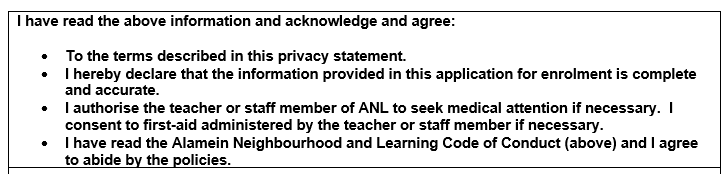 I have read the above information and acknowledge and agree:
• To the terms described in this privacy statement.
• I hereby declare that the information provided in this application for enrolment is complete
and accurate.
• I authorise the teacher or staff member of ANL to seek medical attention if necessary.  I
consent to first-aid administered by the teacher or staff member if necessary.
• I have read the Alamein Neighbourhood and Learning Code of Conduct (above) and I agree
to abide by the policies.